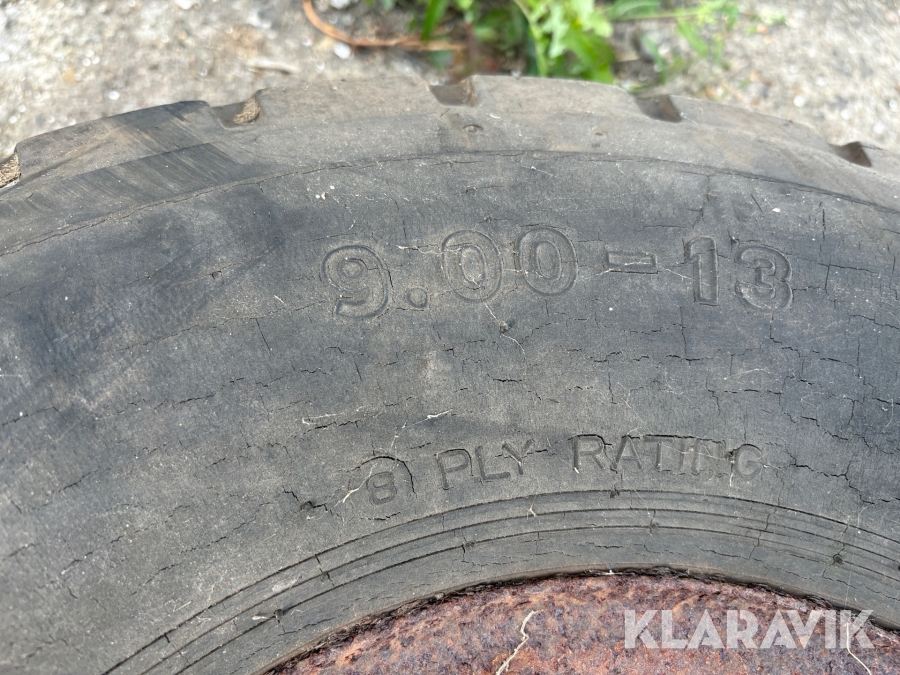 9.00-13
8 PLY RATING
KLARAVIK